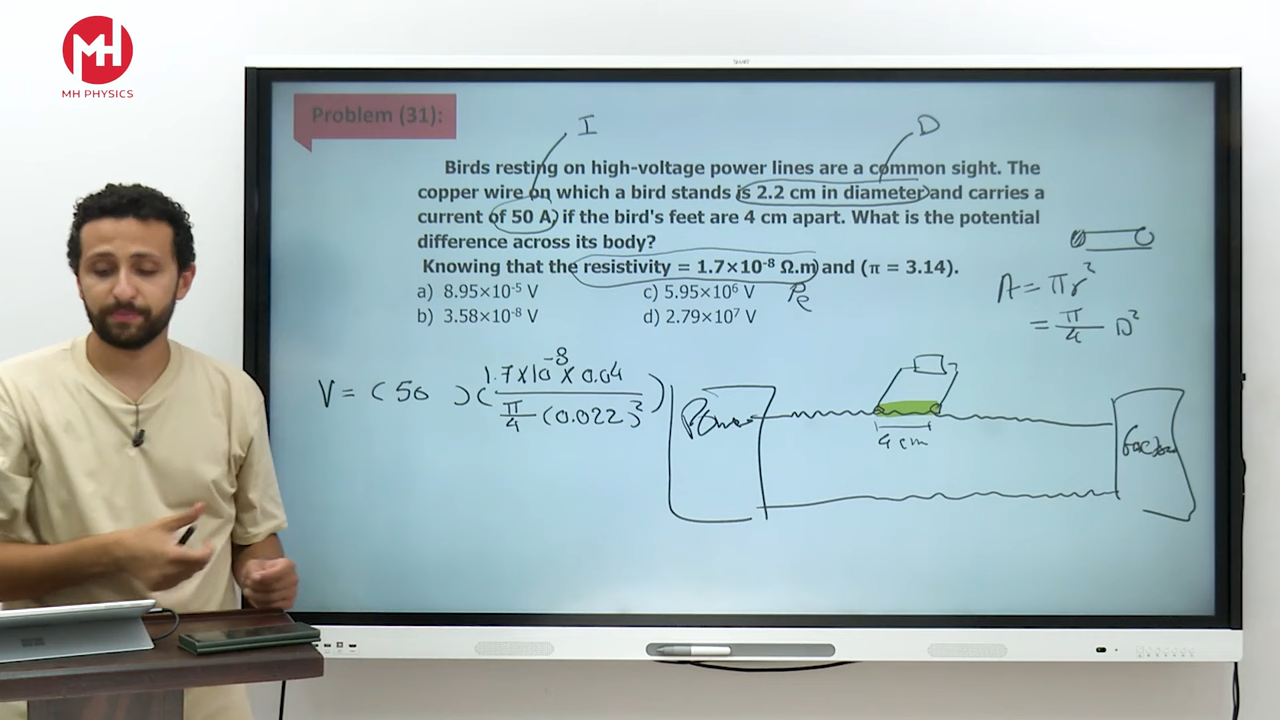 MH
MH PHYSICS
Problem (31):
I
D
Birds resting on high-voltage power lines are a common sight. The
copper wire on which a bird stands is 2.2 cm in diameter and carries a
current of 50 A, if the bird's feet are 4 cm apart. What is the potential
difference across its body?
Knowing that the resistivity = 1.7×10⁻⁸ Ω.m and (π = 3.14).
a) 8.95×10⁻⁵ V
c) 5.95×10⁶ V
b) 3.58×10⁻⁸ V
d) 2.79×10⁷ V
ρe
A = πr²
= π/4 D²
V = (50 ) (1.7×10⁻⁸ × 0.04 / π/4 (0.022)²)
Power
4 cm